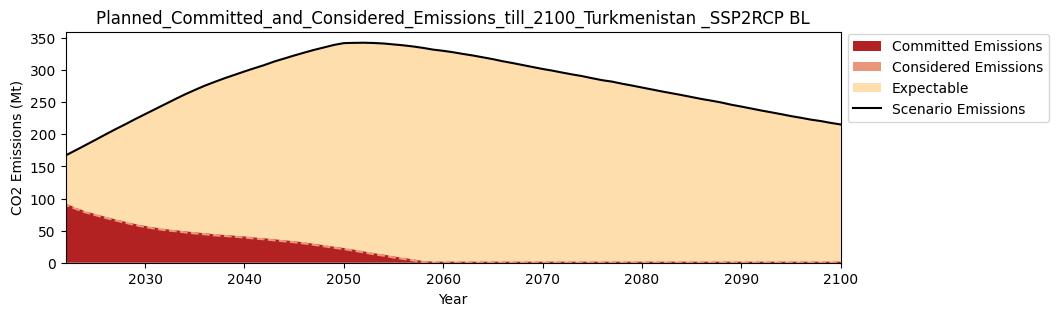 Planned_Committed_and_Considered_Emissions_till_2100_Turkmenistan _SSP2RCP BL
350
300
250
200
150
100
50
0
CO2 Emissions (Mt)
2030 2040 2050 2060 2070 2080 2090 2100
Year
Committed Emissions
Considered Emissions
Expectable
Scenario Emissions